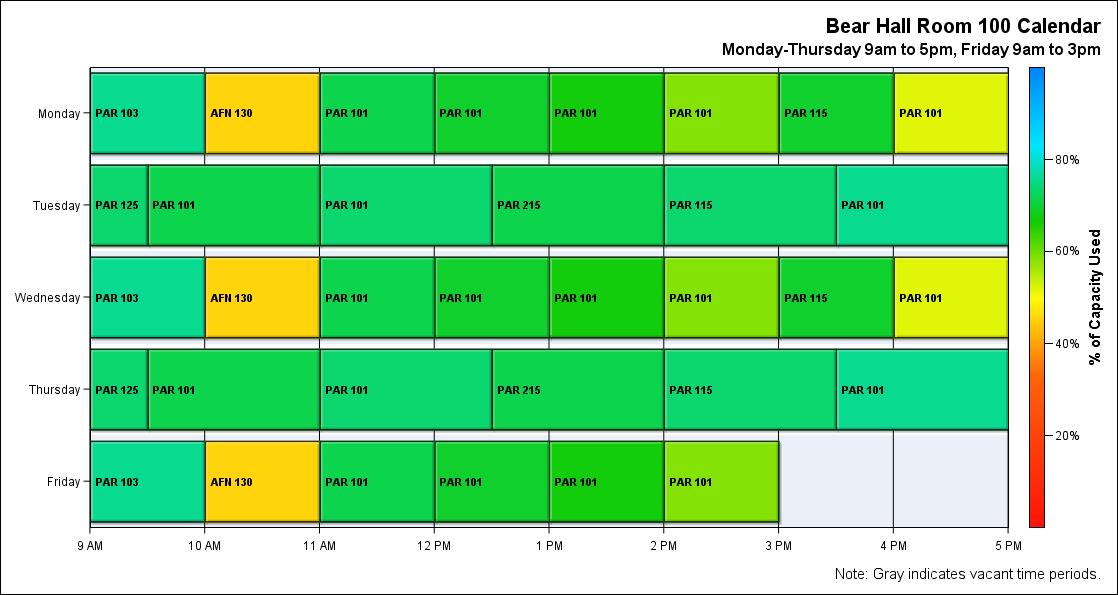 Bear Hall Room 100 Calendar
Monday-Thursday 9am to 5pm, Friday 9am to 3pm
Monday PAR 103 AFN 130 PAR 101 PAR 101 PAR 101 PAR 101 PAR 115 PAR 101
Tuesday PAR 125 PAR 101 PAR 101 PAR 215 PAR 115 PAR 101
Wednesday PAR 103 AFN 130 PAR 101 PAR 101 PAR 101 PAR 101 PAR 115 PAR 101
Thursday PAR 125 PAR 101 PAR 101 PAR 215 PAR 115 PAR 101
Friday PAR 103 AFN 130 PAR 101 PAR 101 PAR 101 PAR 101
9 AM 10 AM 11 AM 12 PM 1 PM 2 PM 3 PM 4 PM 5 PM
80%
60%
40%
20%
% of Capacity Used
Note: Gray indicates vacant time periods.